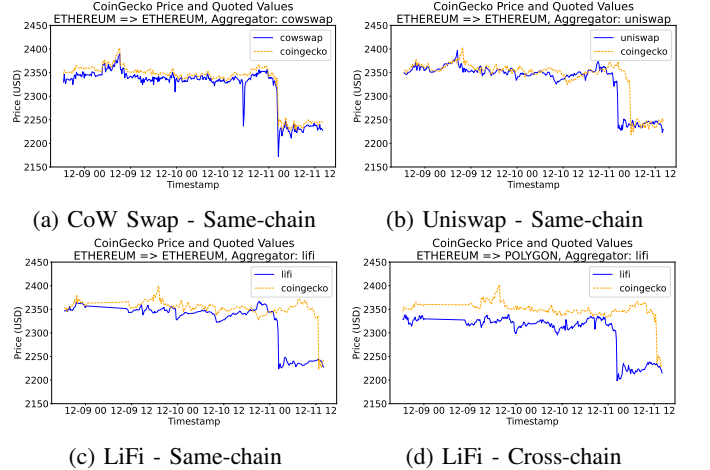 CoinGecko Price and Quoted Values
ETHEREUM => ETHEREUM, Aggregator: cowswap
2450
2400
2350
2300
2250
2200
2150
Price (USD)
cowswap
coingecko
12-09 00 12-09 12 12-10 00 12-10 12 12-11 00 12-11 12
Timestamp
(a) CoW Swap - Same-chain
CoinGecko Price and Quoted Values
ETHEREUM => ETHEREUM, Aggregator: uniswap
2450
2400
2350
2300
2250
2200
2150
Price (USD)
uniswap
coingecko
12-09 00 12-09 12 12-10 00 12-10 12 12-11 00 12-11 12
Timestamp
(b) Uniswap - Same-chain
CoinGecko Price and Quoted Values
ETHEREUM => ETHEREUM, Aggregator: lifi
2450
2400
2350
2300
2250
2200
2150
Price (USD)
lifi
coingecko
12-09 00 12-09 12 12-10 00 12-10 12 12-11 00 12-11 12
Timestamp
(c) LiFi - Same-chain
CoinGecko Price and Quoted Values
ETHEREUM => POLYGON, Aggregator: lifi
2450
2400
2350
2300
2250
2200
2150
Price (USD)
lifi
coingecko
12-09 00 12-09 12 12-10 00 12-10 12 12-11 00 12-11 12
Timestamp
(d) LiFi - Cross-chain